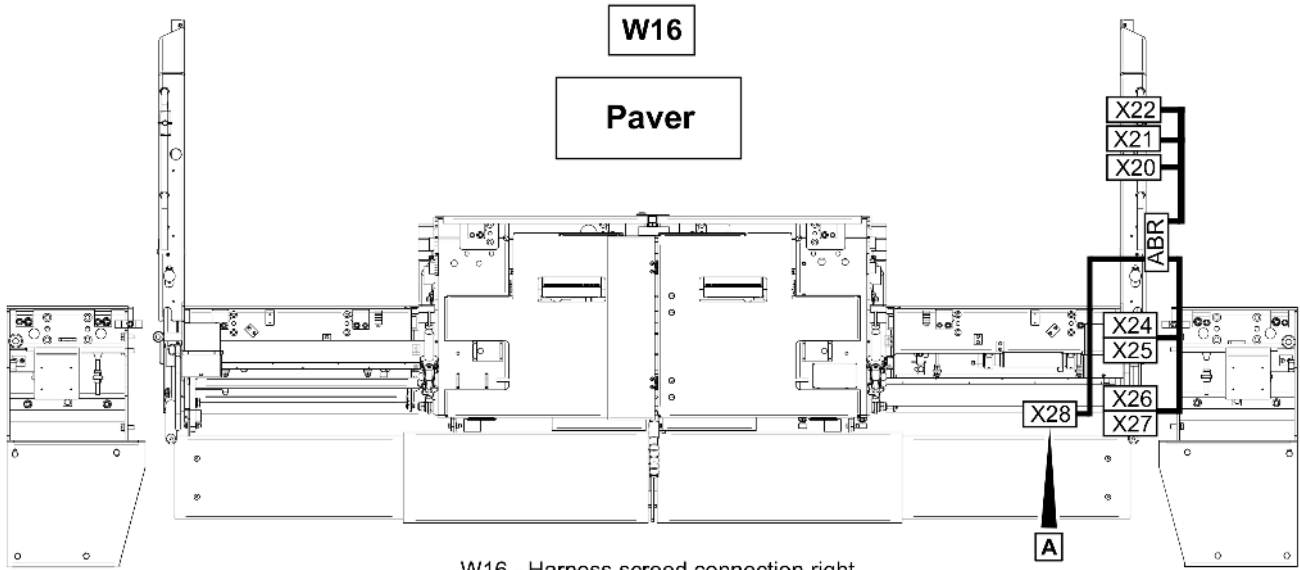 W16
Paver
X22
X21
X20
ABR
X24
X25
X26
X28
X27
A
W16 Harness screed connection right